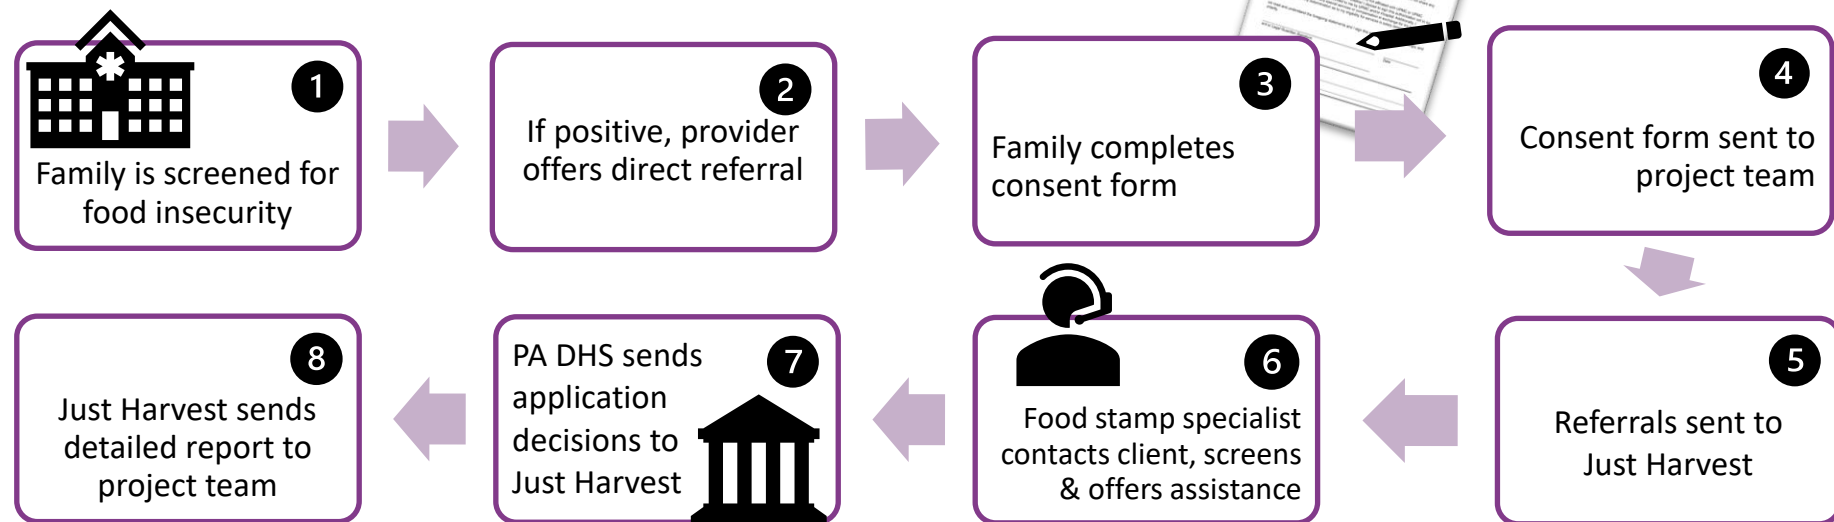 1
Family is screened for
food insecurity
2
If positive, provider
offers direct referral
3
Family completes
consent form
4
Consent form sent to
project team
5
Referrals sent to
Just Harvest
6
Food stamp specialist
contacts client, screens
& offers assistance
7
PA DHS sends
application
decisions to
Just Harvest
8
Just Harvest sends
detailed report to
project team